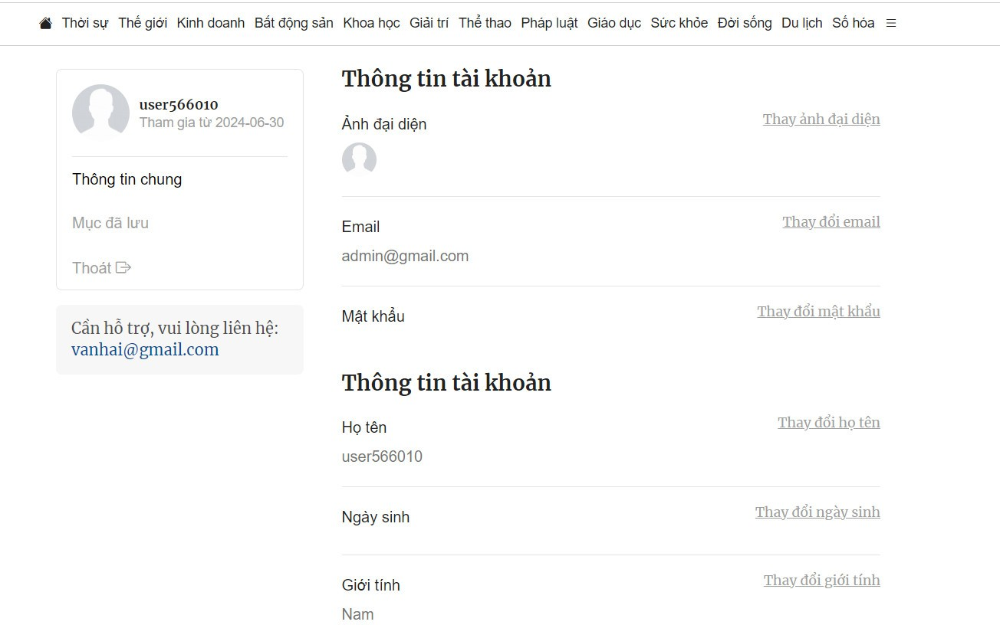 Thời sự Thế giới Kinh doanh Bất động sản Khoa học Giải trí Thể thao Pháp luật Giáo dục Sức khỏe Đời sống Du lịch Số hóa
user566010
Tham gia từ 2024-06-30
Thông tin chung
Mục đã lưu
Thoát
Cần hỗ trợ, vui lòng liên hệ:
vanhai@gmail.com
Thông tin tài khoản
Ảnh đại diện
Thay ảnh đại diện
Email
Thay đổi email
admin@gmail.com
Mật khẩu
Thay đổi mật khẩu
Thông tin tài khoản
Họ tên
Thay đổi họ tên
user566010
Ngày sinh
Thay đổi ngày sinh
Giới tính
Thay đổi giới tính
Nam